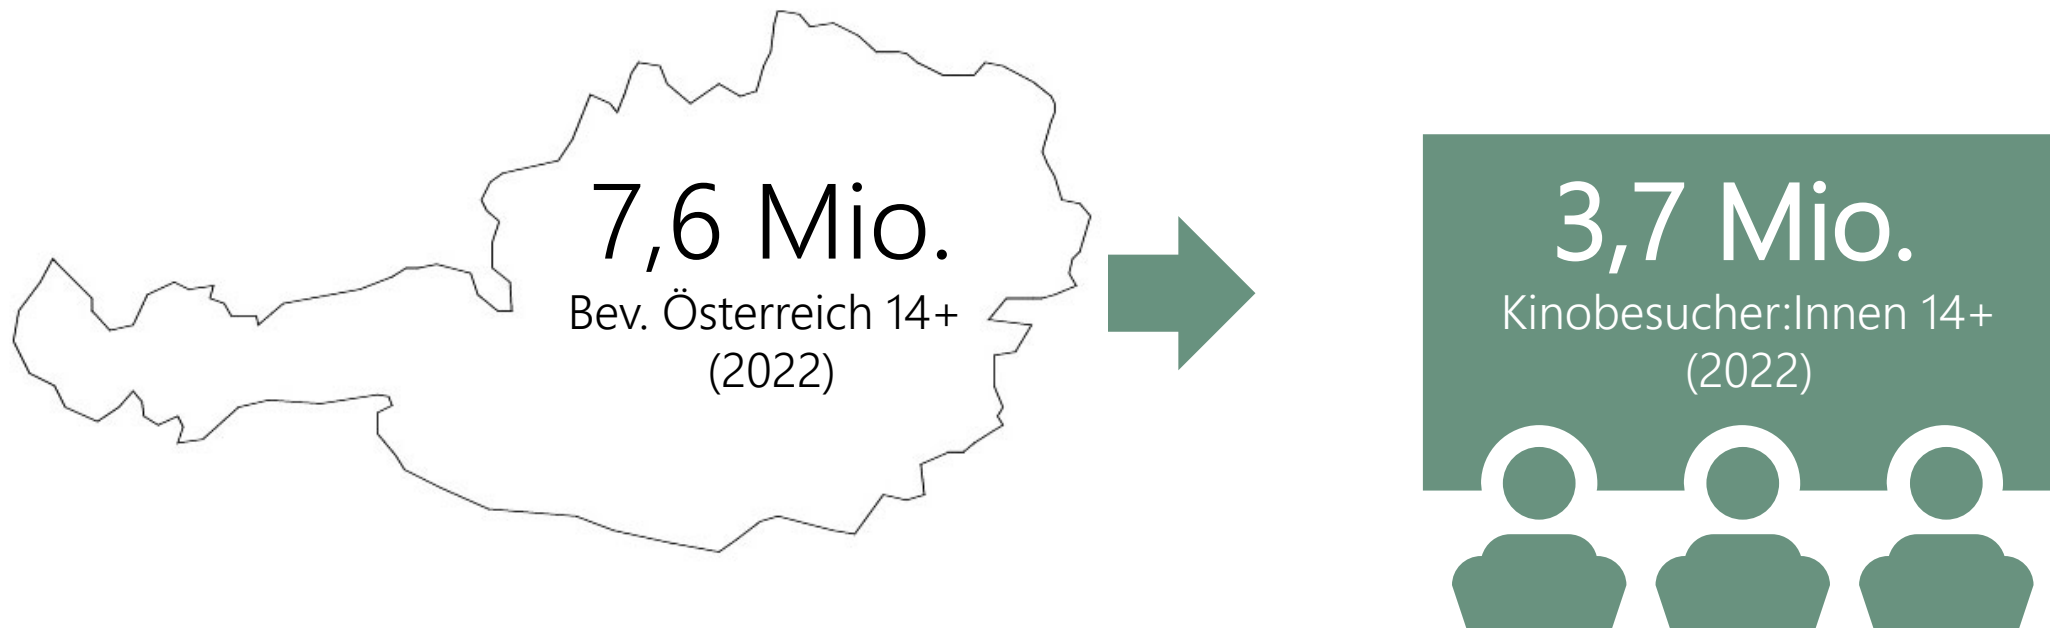 7,6 Mio.
Bev. Österreich 14+
(2022)
3,7 Mio.
Kinobesucher:Innen 14+
(2022)